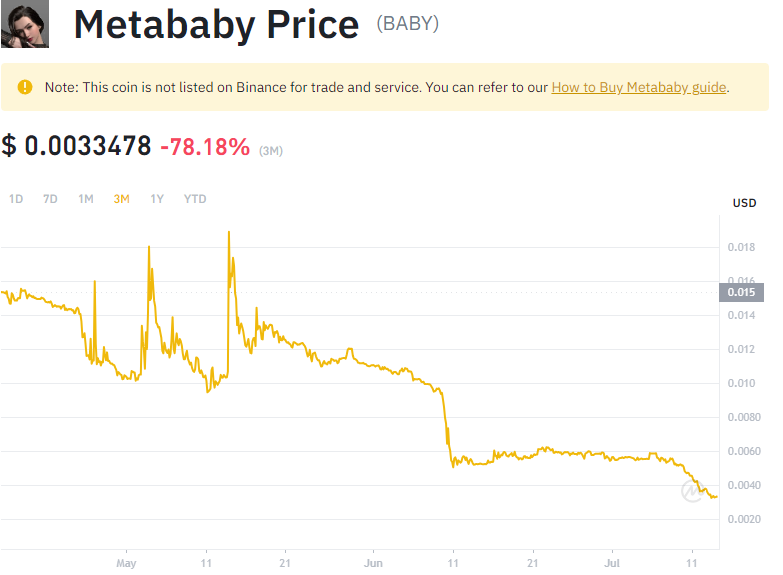 Metababy Price (BABY)
Note: This coin is not listed on Binance for trade and service. You can refer to our How to Buy Metababy guide.
$ 0.0033478 -78.18% (3M)
1D 7D 1M 3M 1Y YTD
USD
0.018
0.016
0.015
0.014
0.012
0.010
0.0080
0.0060
0.0040
0.0020
May 11 21 Jun 11 21 Jul 11